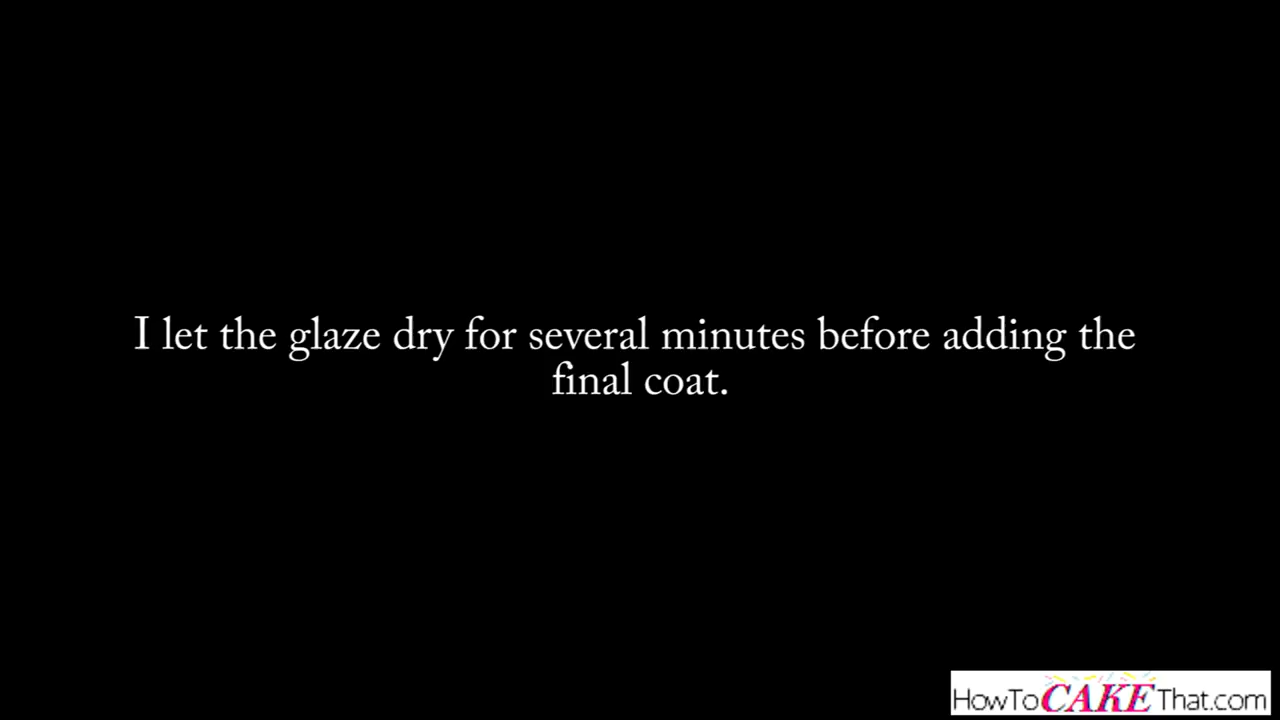 I let the glaze dry for several minutes before adding the
final coat.
HowToCAKEThat.com